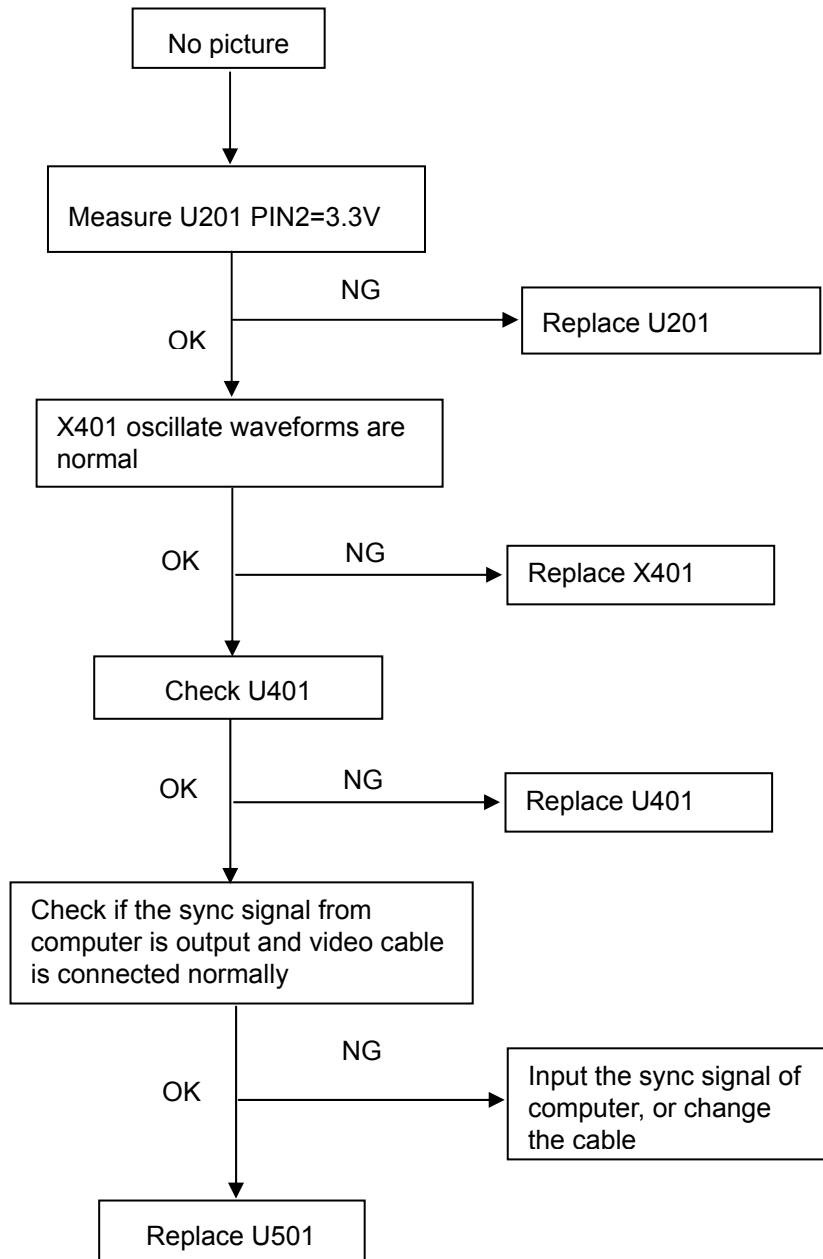 No picture
Measure U201 PIN2=3.3V
NG
Replace U201
OK
X401 oscillate waveforms are
normal
OK
NG
Replace X401
Check U401
OK
NG
Replace U401
Check if the sync signal from
computer is output and video cable
is connected normally
NG
OK
Input the sync signal of
computer, or change
the cable
Replace U501